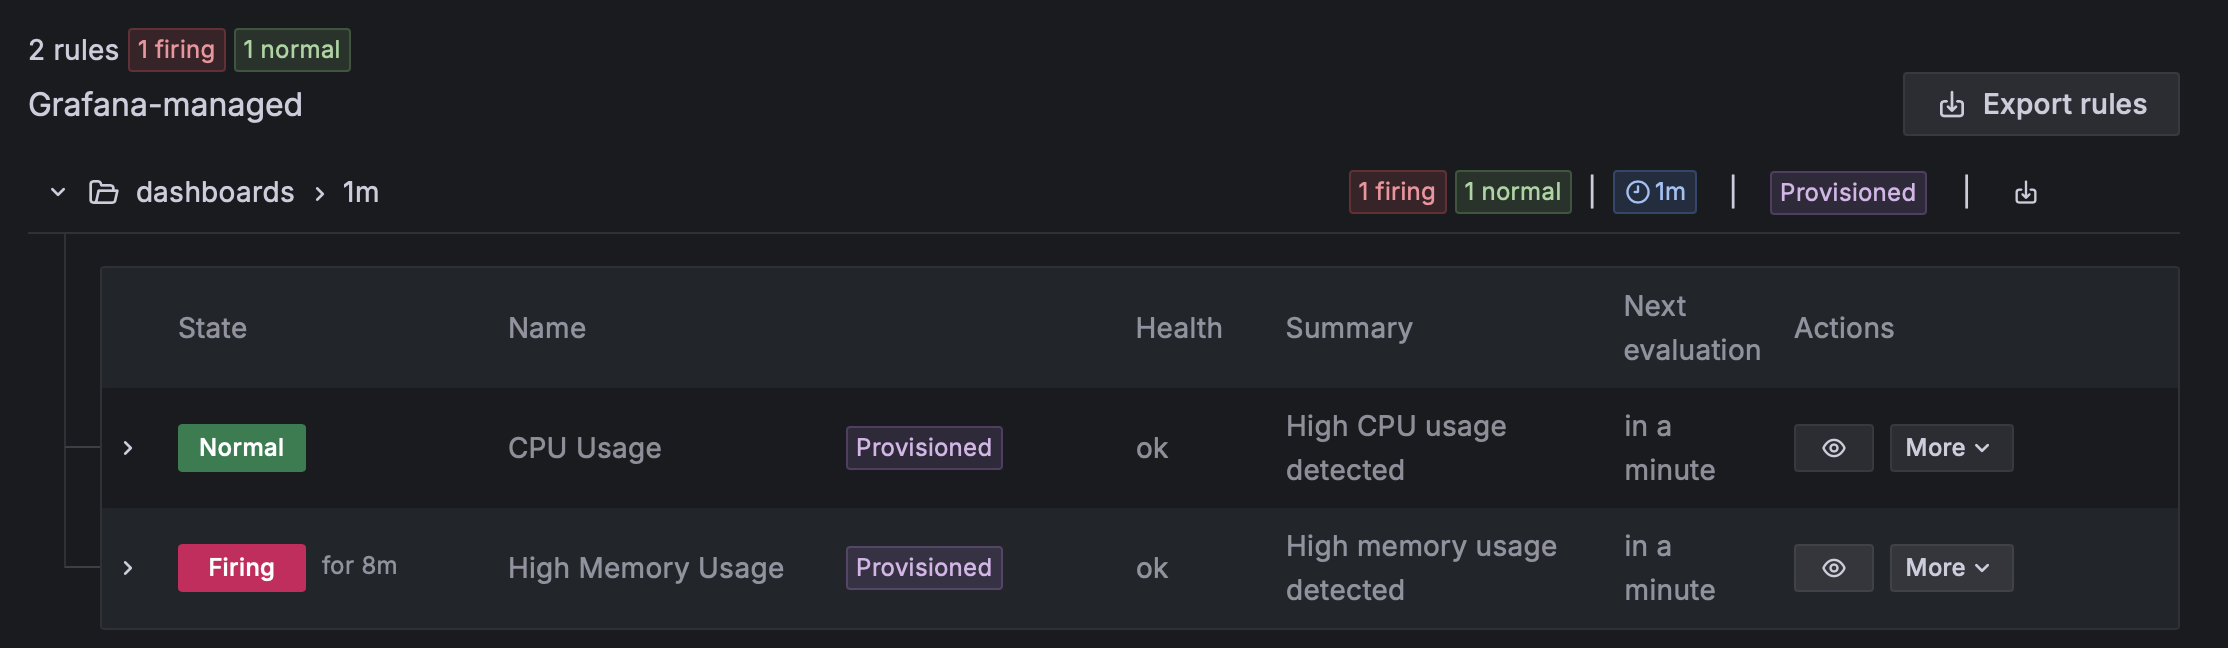 2 rules 1 firing 1 normal
Grafana-managed
Export rules
dashboards > 1m 1 firing 1 normal | 1m | Provisioned |
State Name Health Summary Next evaluation Actions
Normal CPU Usage Provisioned ok High CPU usage detected in a minute More
Firing for 8m High Memory Usage Provisioned ok High memory usage detected in a minute More